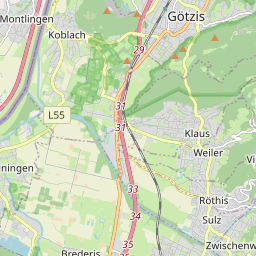 Montlingen
Götzis
Koblach
29
31
L55
31
Klaus
Weiler
ningen
33
Röthis
34
Sulz
35
Zwischenw
Brederis